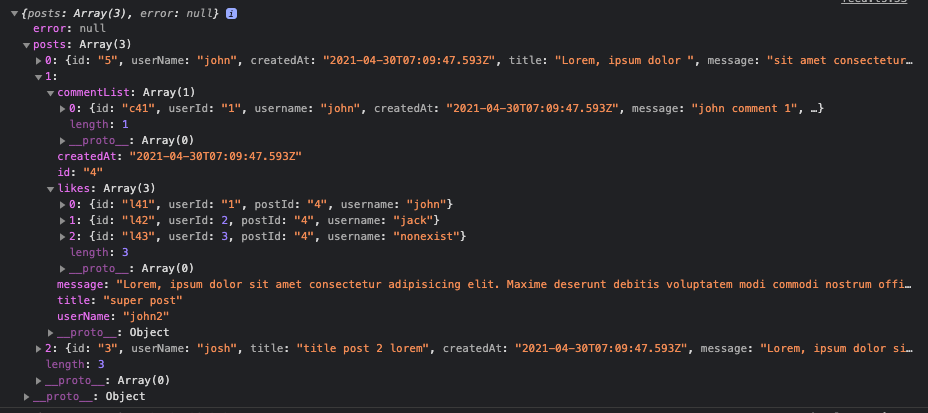 {posts: Array(3), error: null} i
error: null
posts: Array(3)
0: {id: "5", userName: "john", createdAt: "2021-04-30T07:09:47.593Z", title: "Lorem, ipsum dolor ", message: "sit amet consectetur…
1:
commentList: Array(1)
0: {id: "c41", userId: "1", username: "john", createdAt: "2021-04-30T07:09:47.593Z", message: "john comment 1", …}
length: 1
__proto__: Array(0)
createdAt: "2021-04-30T07:09:47.593Z"
id: "4"
likes: Array(3)
0: {id: "l41", userId: "1", postId: "4", username: "john"}
1: {id: "l42", userId: 2, postId: "4", username: "jack"}
2: {id: "l43", userId: 3, postId: "4", username: "nonexist"}
length: 3
__proto__: Array(0)
message: "Lorem, ipsum dolor sit amet consectetur adipisicing elit. Maxime deserunt debitis voluptatem modi commodi nostrum offi…
title: "super post"
userName: "john2"
__proto__: Object
2: {id: "3", userName: "josh", title: "title post 2 lorem", createdAt: "2021-04-30T07:09:47.593Z", message: "Lorem, ipsum dolor si…
length: 3
__proto__: Array(0)
__proto__: Object